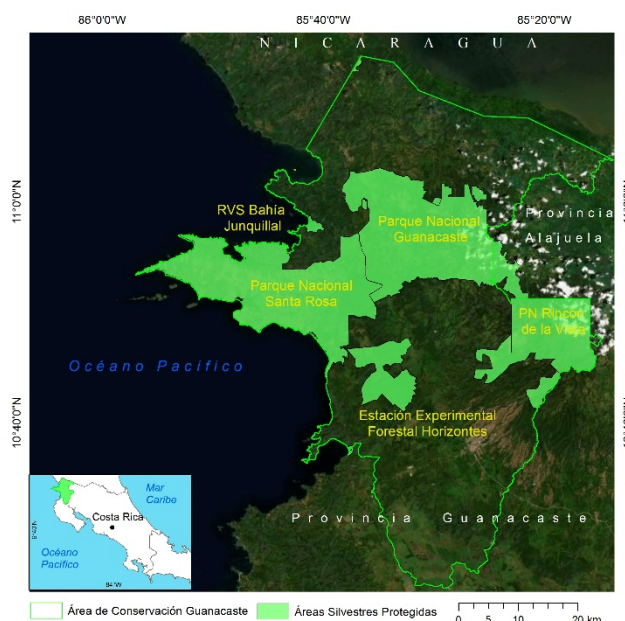 86°0'0"W 85°40'0"W 85°20'0"W
NICARAGUA
11°0'0"N
RVS Bahía
Junquillal
Parque Nacional
Guanacaste
Provincia
Alajuela
Parque Nacional
Santa Rosa
PN Rincón
de la Vieja
Océano Pacífico
10°40'0"N
Estación Experimental
Forestal Horizontes
Provincia Guanacaste
Mar
Caribe
Costa Rica
Océano
Pacífico
84°W
Área de Conservación Guanacaste
Áreas Silvestres Protegidas
0 5 10 20 km